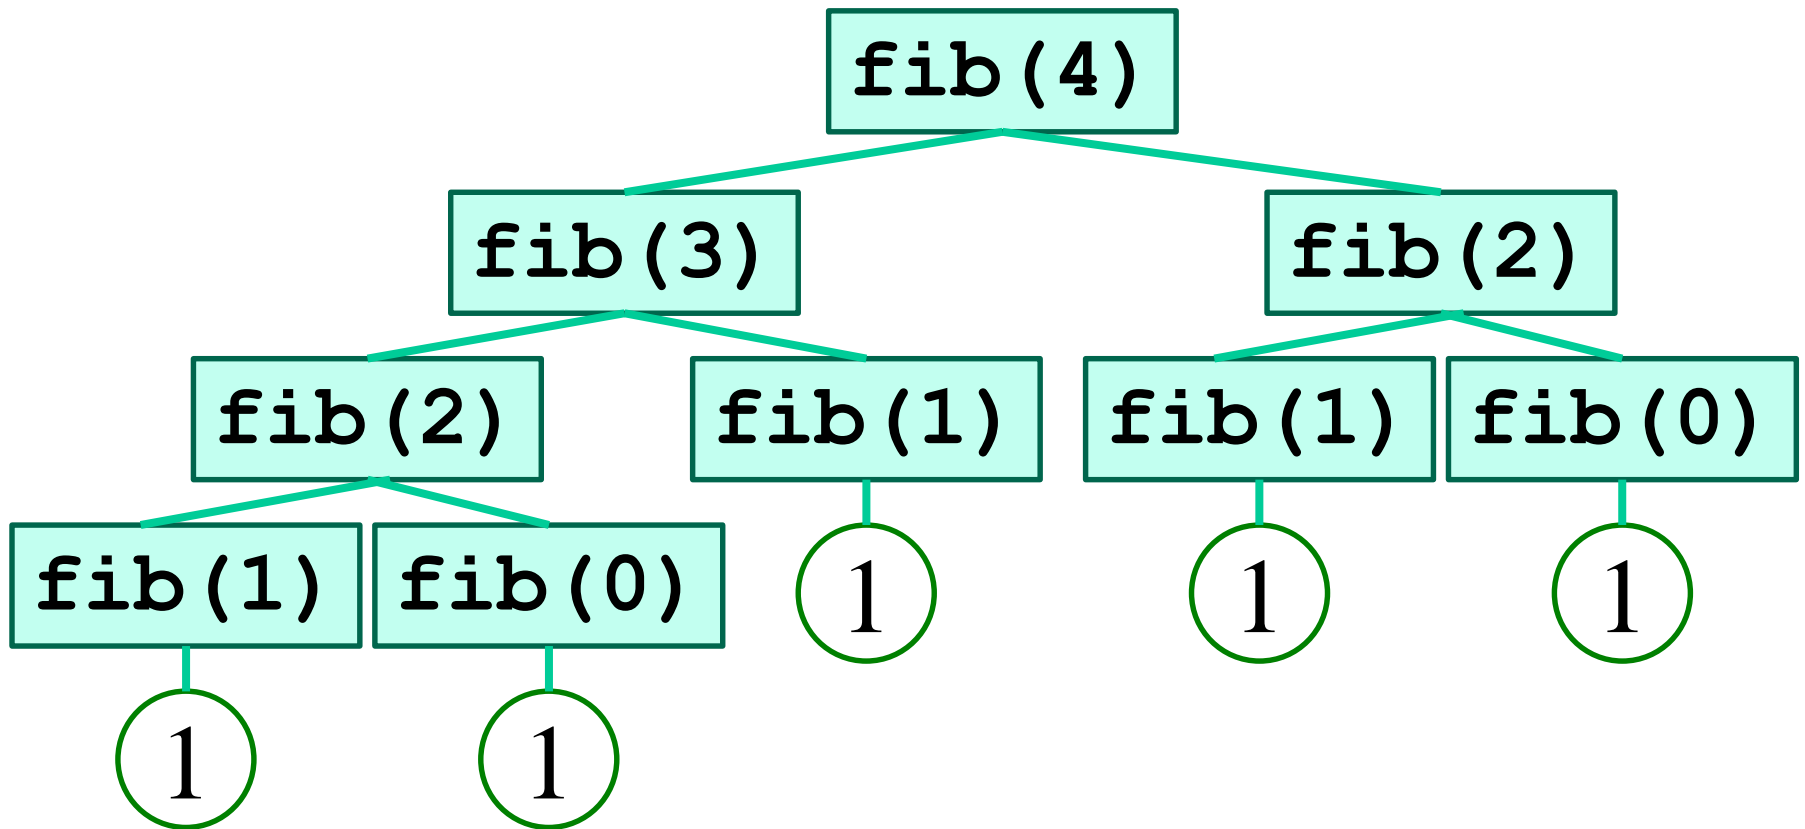 fib(4)
fib(3) fib(2)
fib(2) fib(1) fib(1) fib(0)
fib(1) fib(0) 1 1 1
1 1